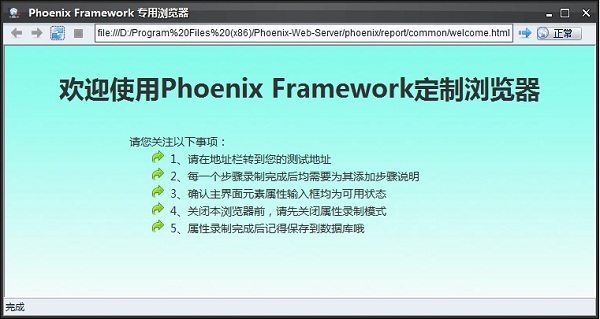 Phoenix Framework 专用浏览器
file:///D:/Program%20Files%20(x86)/Phoenix-Web-Server/phoenix/report/common/welcome.html
正常
欢迎使用Phoenix Framework定制浏览器
请您关注以下事项：
1、请在地址栏转到您的测试地址
2、每一个步骤录制完成后均需要为其添加步骤说明
3、确认主界面元素属性输入框均为可用状态
4、关闭本浏览器前，请先关闭属性录制模式
5、属性录制完成后记得保存到数据库哦
完成